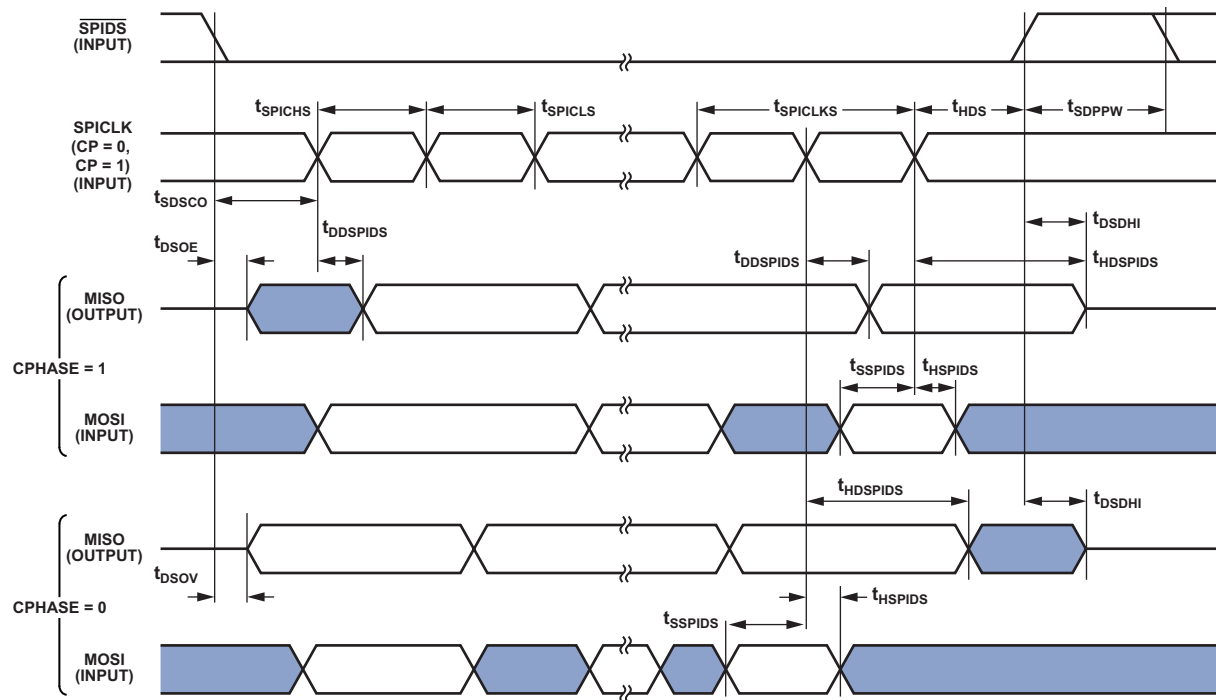 SPIDS
(INPUT)
tSPICHS
tSPICLS
tSPICLKS
tHDS
tSDPPW
SPICLK
(CP = 0,
CP = 1)
(INPUT)
tSDSCO
tDDSPIDS
tDSOE
tDSDHI
tDDSPIDS
tHDSPIDS
MISO
(OUTPUT)
CPHASE = 1
tSSPIDS
tHSPIDS
MOSI
(INPUT)
tHDSPIDS
tDSDHI
MISO
(OUTPUT)
tDSOV
CPHASE = 0
tHSPIDS
tSSPIDS
MOSI
(INPUT)